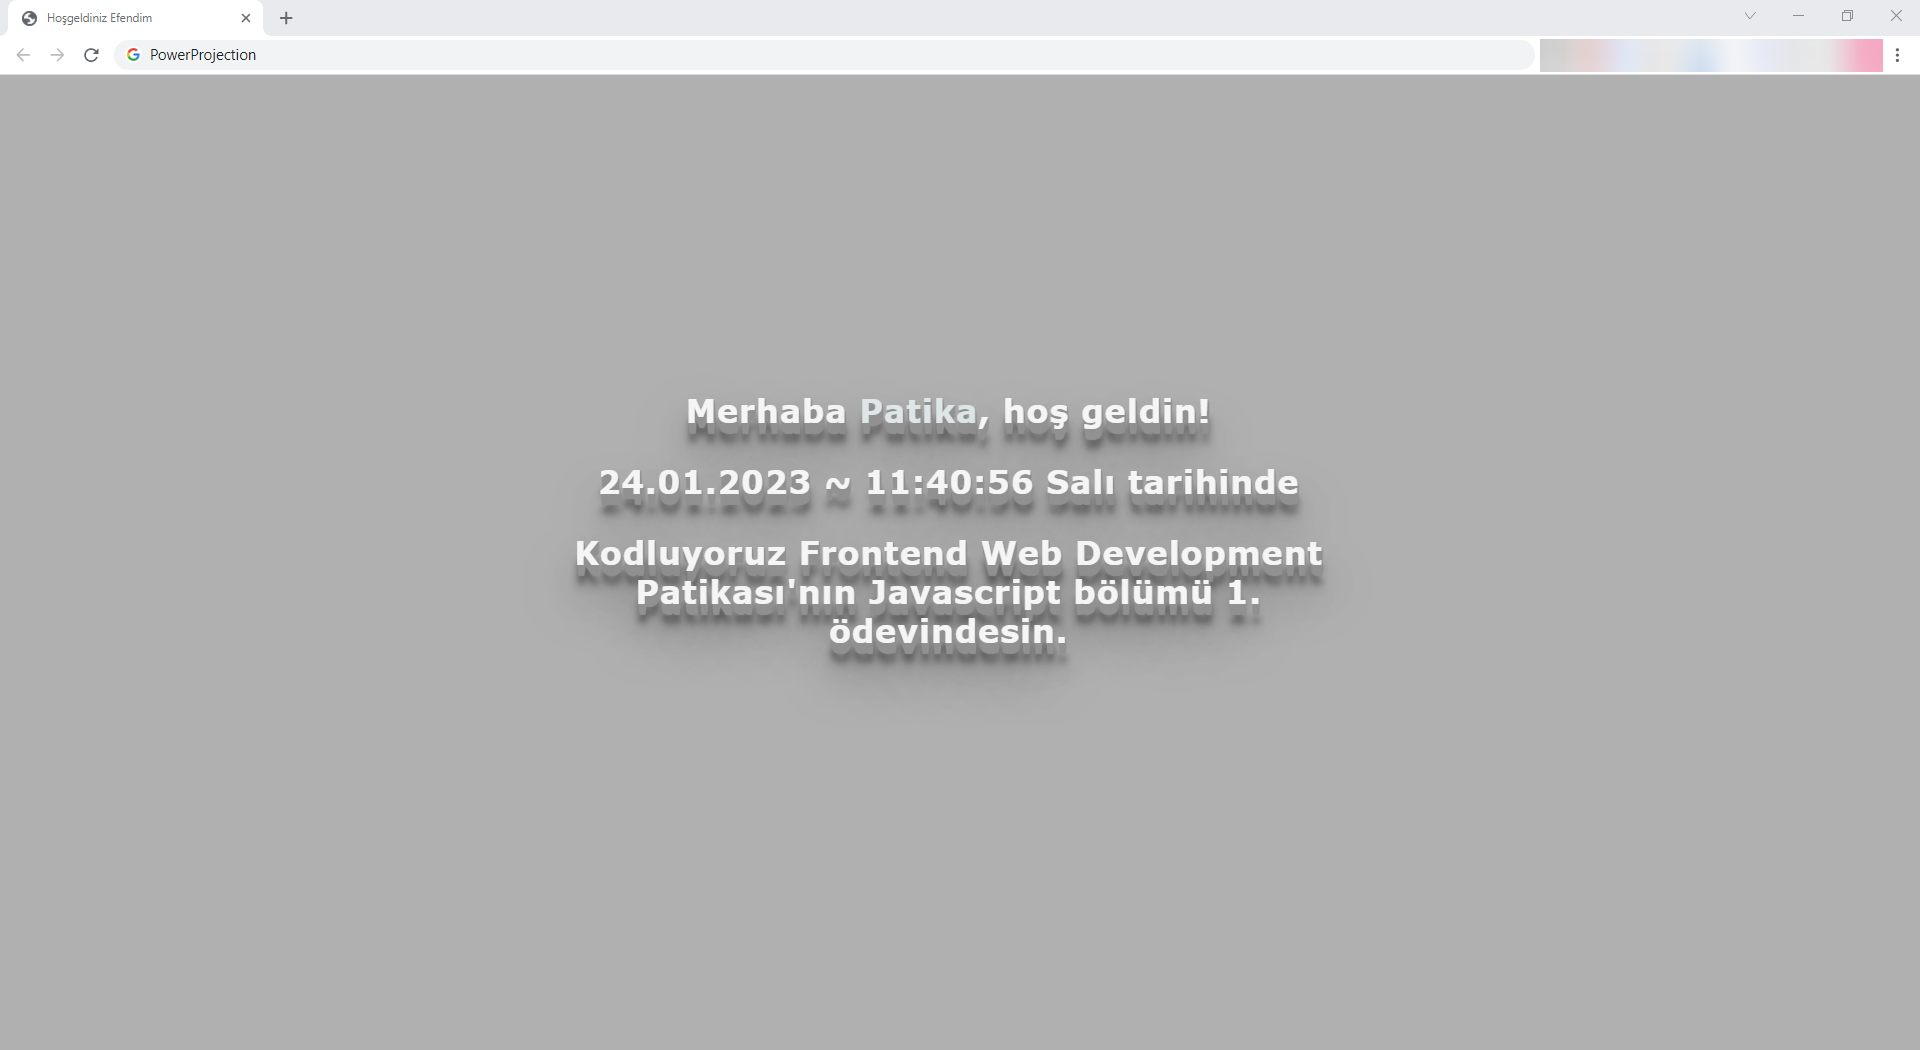 Hoşgeldiniz Efendim
PowerProjection
Merhaba Patika, hoş geldin!
24.01.2023 ~ 11:40:56 Salı tarihinde
Kodluyoruz Frontend Web Development
Patikası'nın Javascript bölümü 1.
ödevindesin.